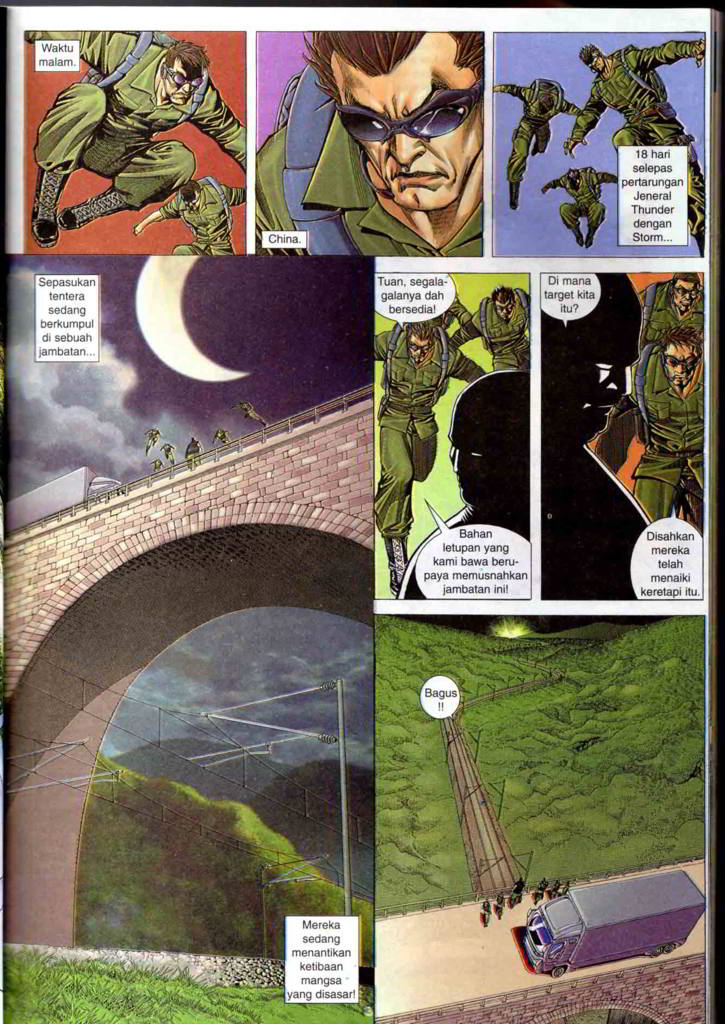 Waktu
malam.
China.
18 hari
selepas
pertarungan
Jeneral
Thunder
dengan
Storm...
Sepasukan
tentera
sedang
berkumpul
di sebuah
jambatan...
Tuan, segala-
galanya dah
bersedia!
Bahan
letupan yang
kami bawa beru-
paya memusnahkan
jambatan ini!
Di mana
target kita
itu?
Disahkan
mereka
telah
menaiki
keretapi itu.
Mereka
sedang
menantikan
ketibaan
mangsa
yang disasar!
Bagus
!!